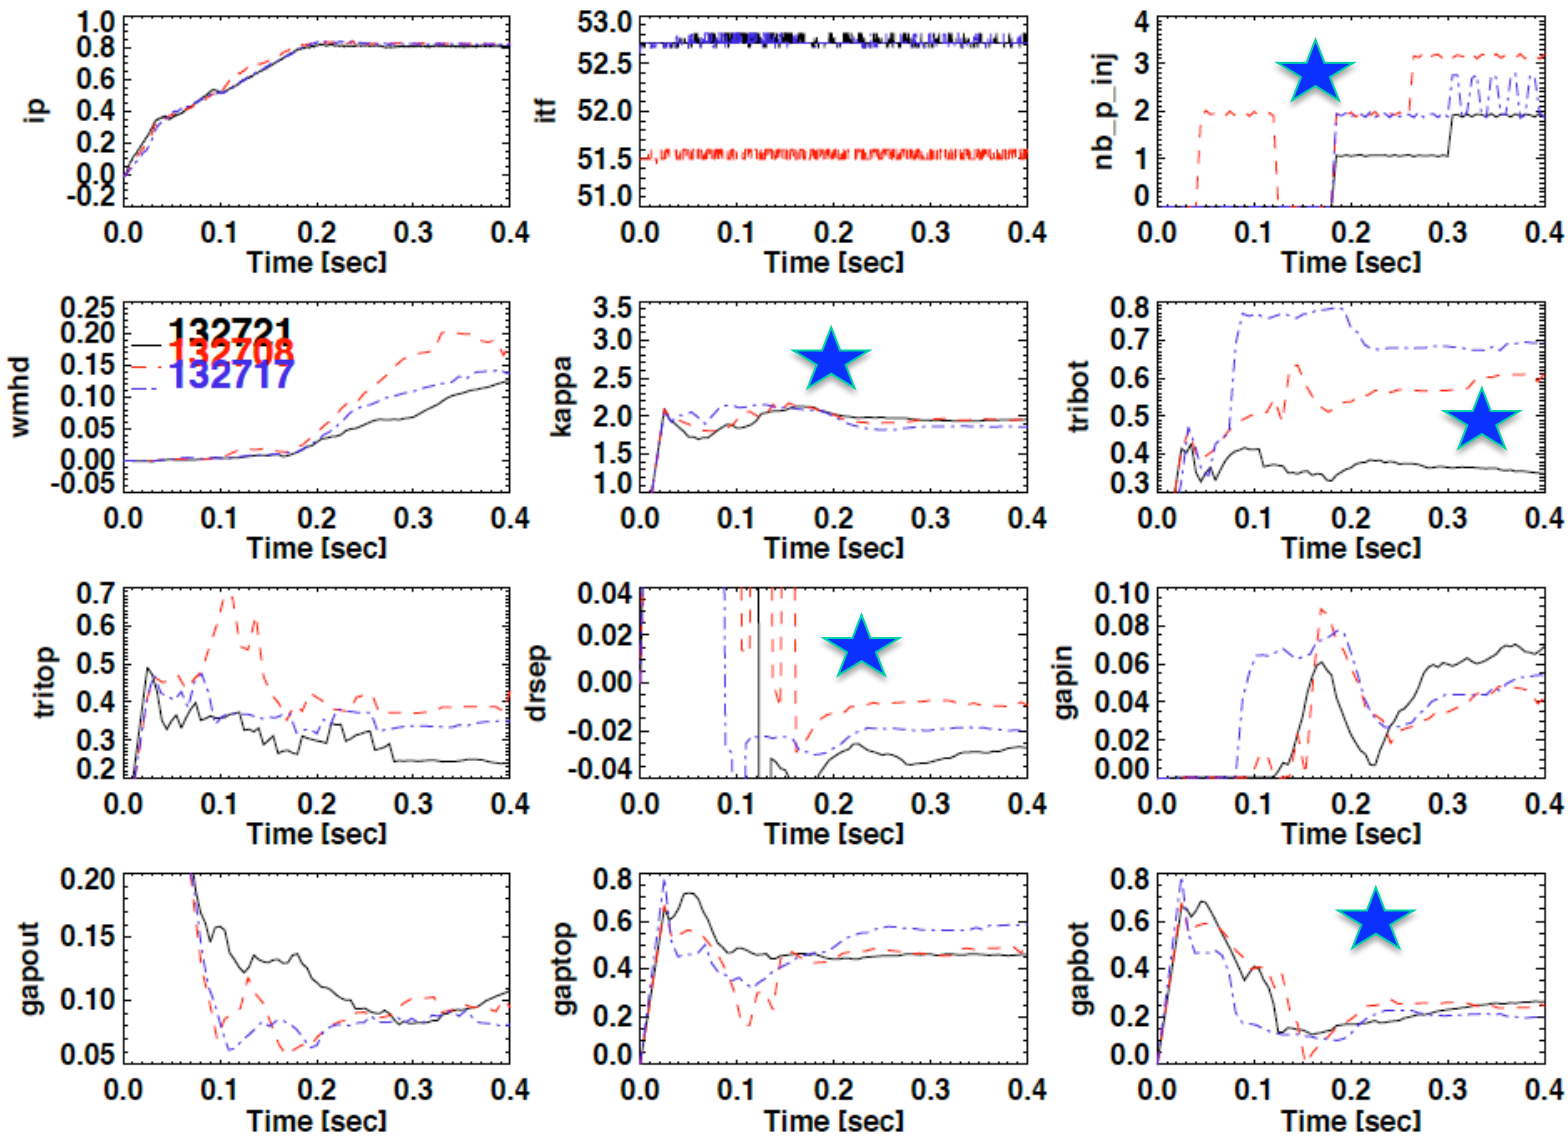 ip
1.0
0.8
0.6
0.4
0.2
0.0
-0.2
0.0 0.1 0.2 0.3 0.4
Time [sec]
itf
53.0
52.5
52.0
51.5
51.0
0.0 0.1 0.2 0.3 0.4
Time [sec]
nb_p_inj
4
3
2
1
0
0.0 0.1 0.2 0.3 0.4
Time [sec]
wmhd
0.25
0.20
0.15
0.10
0.05
0.00
-0.05
132721
132708
132717
0.0 0.1 0.2 0.3 0.4
Time [sec]
kappa
3.5
3.0
2.5
2.0
1.5
1.0
0.0 0.1 0.2 0.3 0.4
Time [sec]
tribot
0.8
0.7
0.6
0.5
0.4
0.3
0.0 0.1 0.2 0.3 0.4
Time [sec]
tritop
0.7
0.6
0.5
0.4
0.3
0.2
0.0 0.1 0.2 0.3 0.4
Time [sec]
drsep
0.04
0.02
0.00
-0.02
-0.04
0.0 0.1 0.2 0.3 0.4
Time [sec]
gapin
0.10
0.08
0.06
0.04
0.02
0.00
0.0 0.1 0.2 0.3 0.4
Time [sec]
gapout
0.20
0.15
0.10
0.05
0.0 0.1 0.2 0.3 0.4
Time [sec]
gaptop
0.8
0.6
0.4
0.2
0.0
0.0 0.1 0.2 0.3 0.4
Time [sec]
gapbot
0.8
0.6
0.4
0.2
0.0
0.0 0.1 0.2 0.3 0.4
Time [sec]